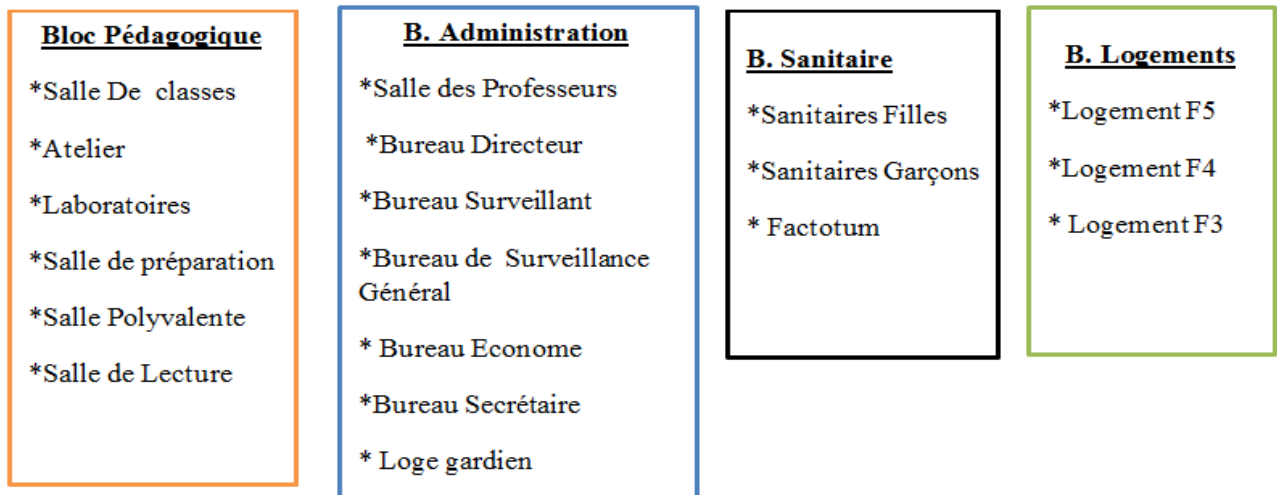 Bloc Pédagogique
*Salle De classes
*Atelier
*Laboratoires
*Salle de préparation
*Salle Polyvalente
*Salle de Lecture
B. Administration
*Salle des Professeurs
*Bureau Directeur
*Bureau Surveillant
*Bureau de Surveillance
Général
* Bureau Econome
*Bureau Secrétaire
* Loge gardien
B. Sanitaire
*Sanitaires Filles
*Sanitaires Garçons
* Factotum
B. Logements
*Logement F5
*Logement F4
* Logement F3